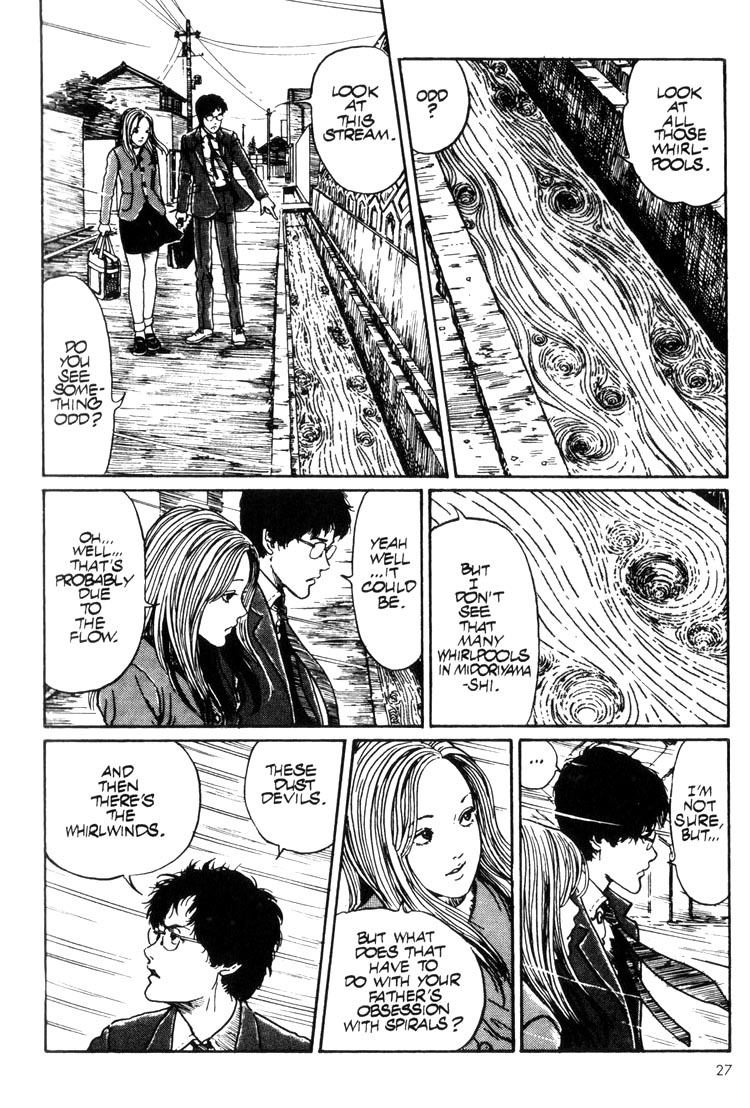 LOOK
AT
THIS
STREAM.
DO
YOU
SEE
SOME-
THING
ODD?
ODD
?
LOOK
AT
ALL
THOSE
WHIRL-
POOLS.
OH...
WELL...
THAT'S
PROBABLY
DUE
TO
THE
FLOW.
YEAH
WELL
...IT
COULD
BE.
BUT
I
DON'T
SEE
THAT
MANY
WHIRLPOOLS
IN MIDORIYAMA
-SHI.
AND
THEN
THERE'S
THE
WHIRLWINDS.
THESE
DUST
DEVILS.
BUT WHAT
DOES THAT
HAVE TO
DO WITH YOUR
FATHER'S
OBSESSION
WITH SPIRALS?
...
I'M
NOT
SURE,
BUT...
27